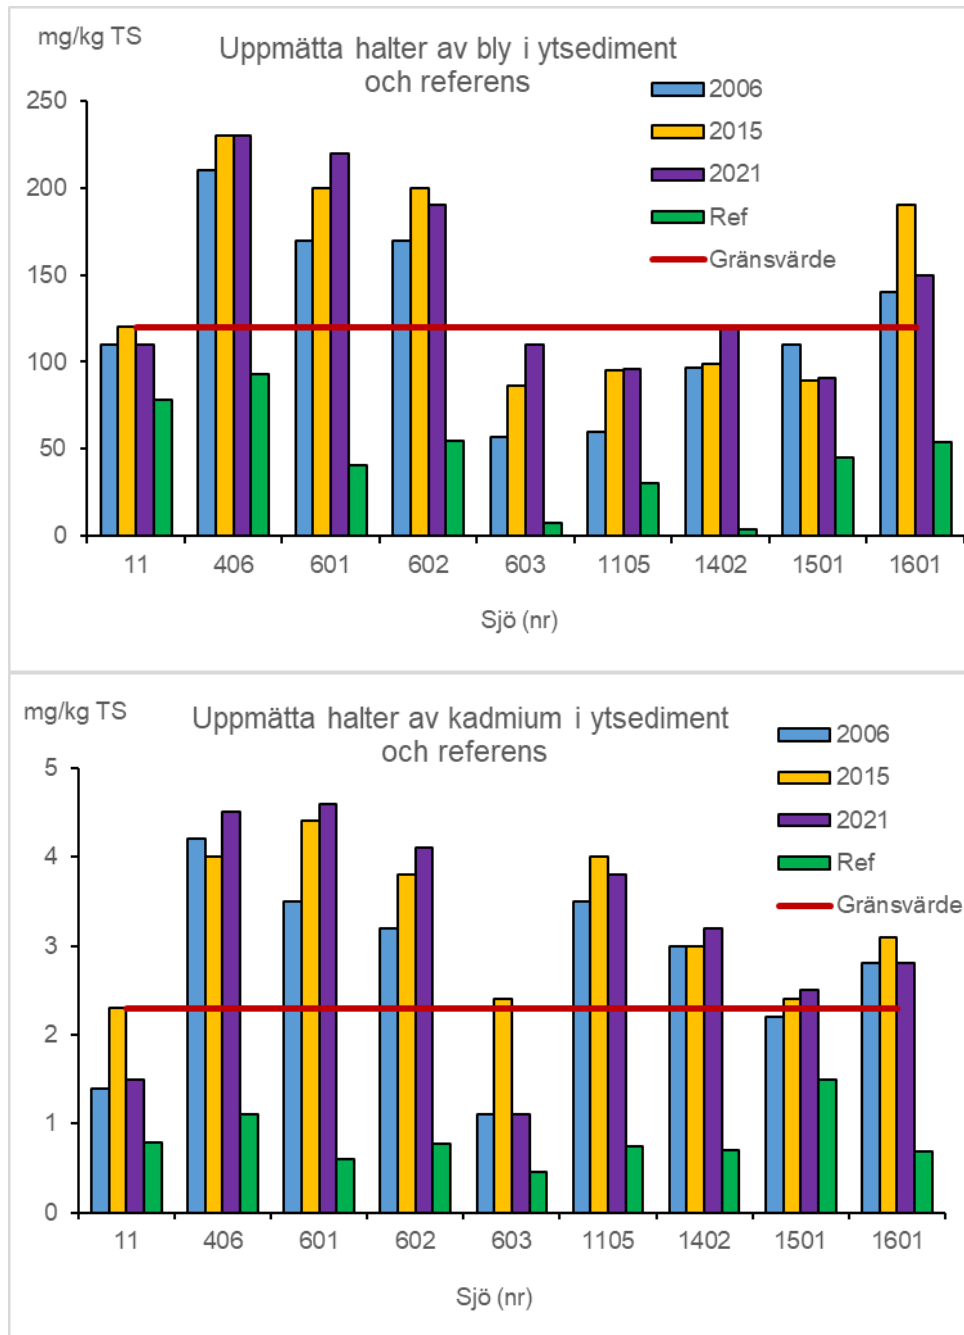 mg/kg TS
Uppmätta halter av bly i ytsediment
och referens
2006
2015
2021
Ref
Gränsvärde
250
200
150
100
50
0
11 406 601 602 603 1105 1402 1501 1601
Sjö (nr)
mg/kg TS
Uppmätta halter av kadmium i ytsediment
och referens
2006
2015
2021
Ref
Gränsvärde
5
4
3
2
1
0
11 406 601 602 603 1105 1402 1501 1601
Sjö (nr)